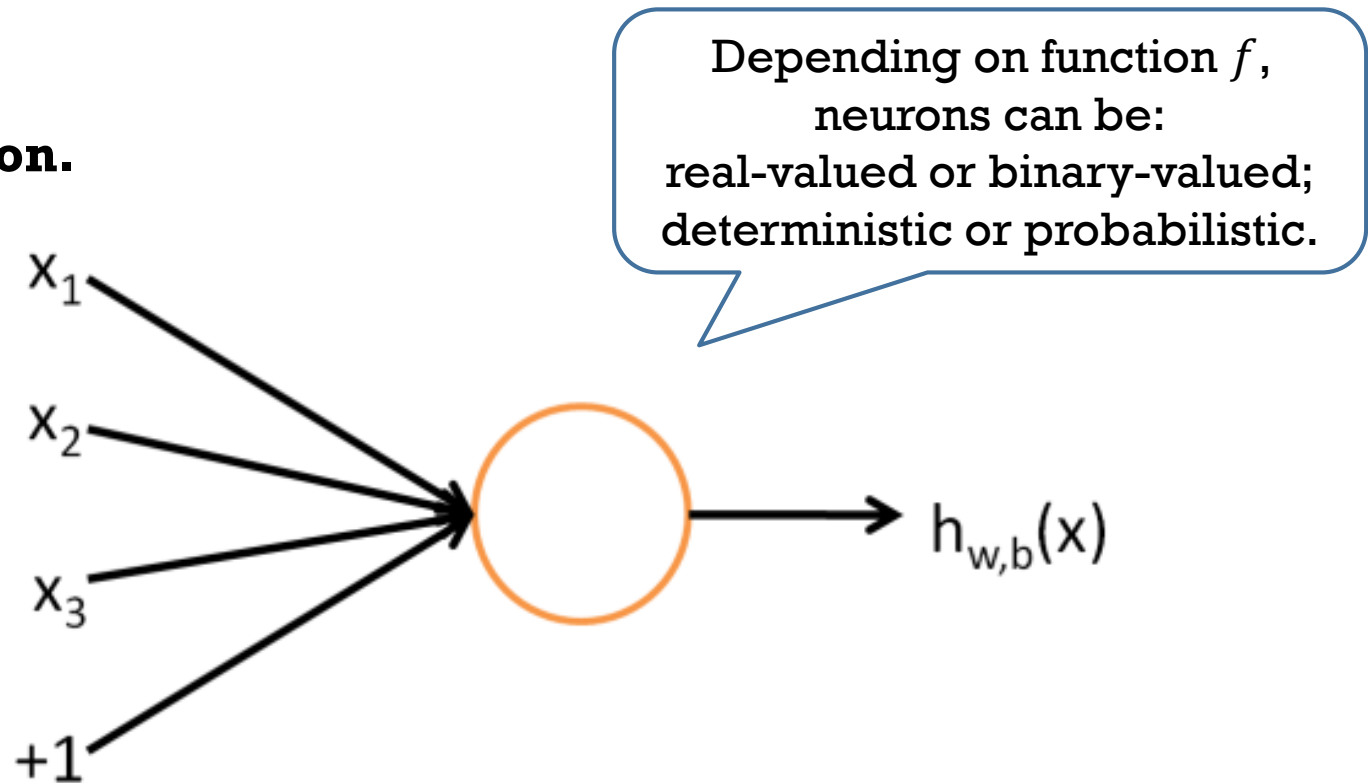 Depending on function f,
neurons can be:
real-valued or binary-valued;
deterministic or probabilistic.
on.
x₁
x₂
x₃
+1
h_{w,b}(x)